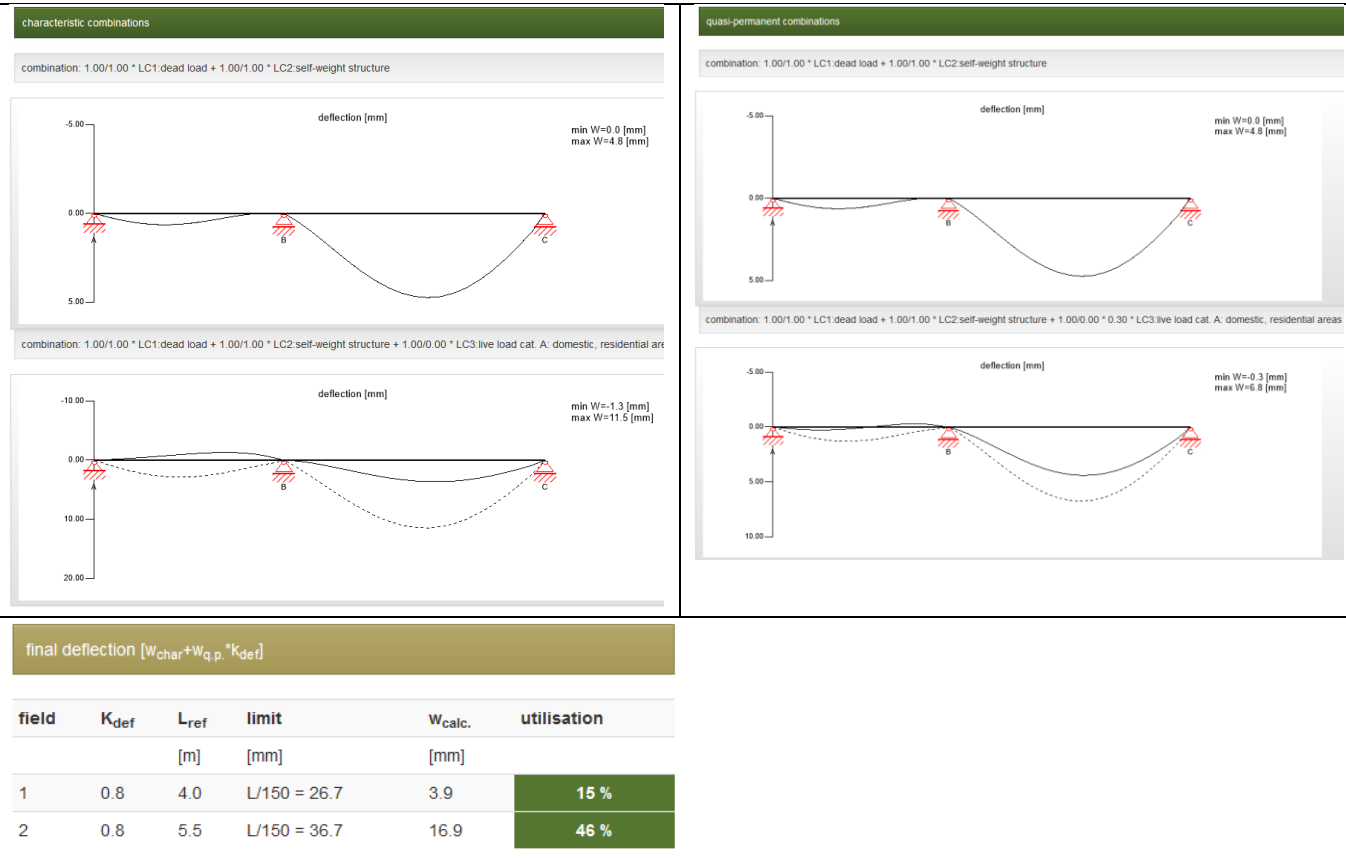 characteristic combinations
combination: 1.00/1.00 * LC1:dead load + 1.00/1.00 * LC2:self-weight structure
deflection [mm]
min W=0.0 [mm]
max W=4.8 [mm]
-5.00
0.00
5.00
A
B
C
combination: 1.00/1.00 * LC1:dead load + 1.00/1.00 * LC2:self-weight structure + 1.00/0.00 * LC3:live load cat. A: domestic, residential are
deflection [mm]
min W=-1.3 [mm]
max W=11.5 [mm]
-10.00
0.00
10.00
20.00
A
B
C
quasi-permanent combinations
combination: 1.00/1.00 * LC1:dead load + 1.00/1.00 * LC2:self-weight structure
deflection [mm]
min W=0.0 [mm]
max W=4.8 [mm]
-5.00
0.00
5.00
A
B
C
combination: 1.00/1.00 * LC1:dead load + 1.00/1.00 * LC2:self-weight structure + 1.00/0.00 * 0.30 * LC3:live load cat. A: domestic, residential areas
deflection [mm]
min W=-0.3 [mm]
max W=6.8 [mm]
-5.00
0.00
5.00
10.00
A
B
C
final deflection [wchar+wq.p.*kdef]
field Kdef Lref limit wcalc. utilisation
[m] [mm] [mm]
1 0.8 4.0 L/150 = 26.7 3.9 15 %
2 0.8 5.5 L/150 = 36.7 16.9 46 %